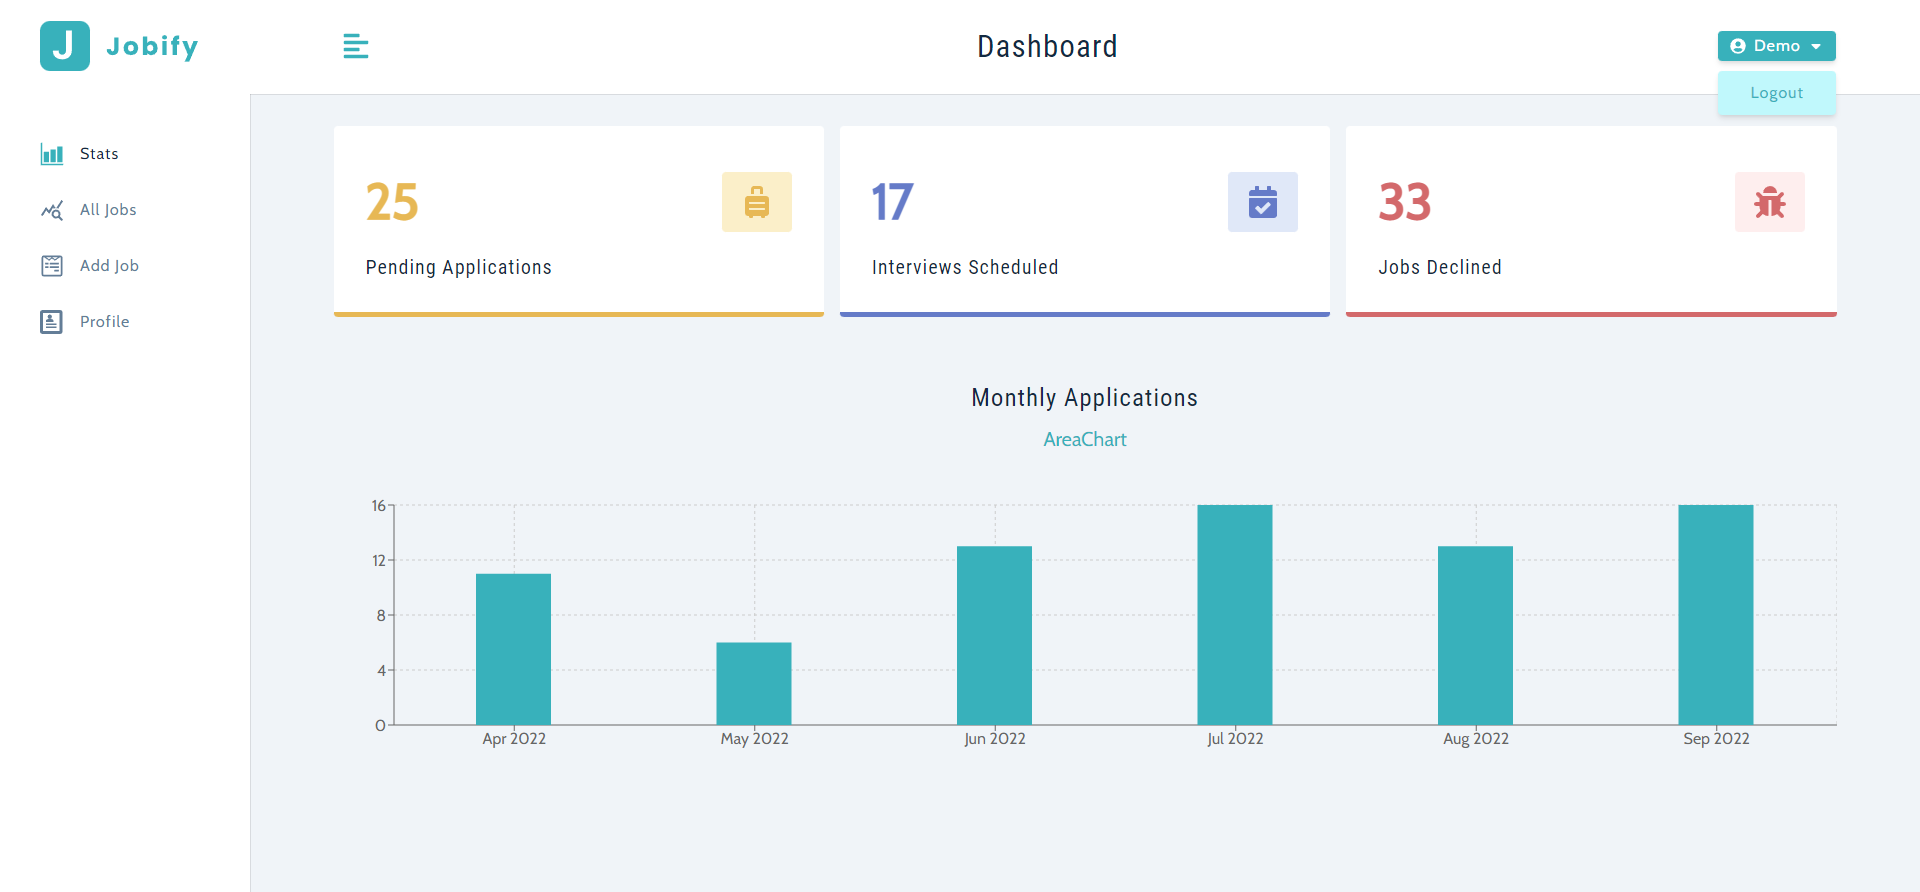 J Jobify
Dashboard
Demo
Logout
Stats
All Jobs
Add Job
Profile
25
Pending Applications
17
Interviews Scheduled
33
Jobs Declined
Monthly Applications
AreaChart
16
12
8
4
0
Apr 2022 May 2022 Jun 2022 Jul 2022 Aug 2022 Sep 2022